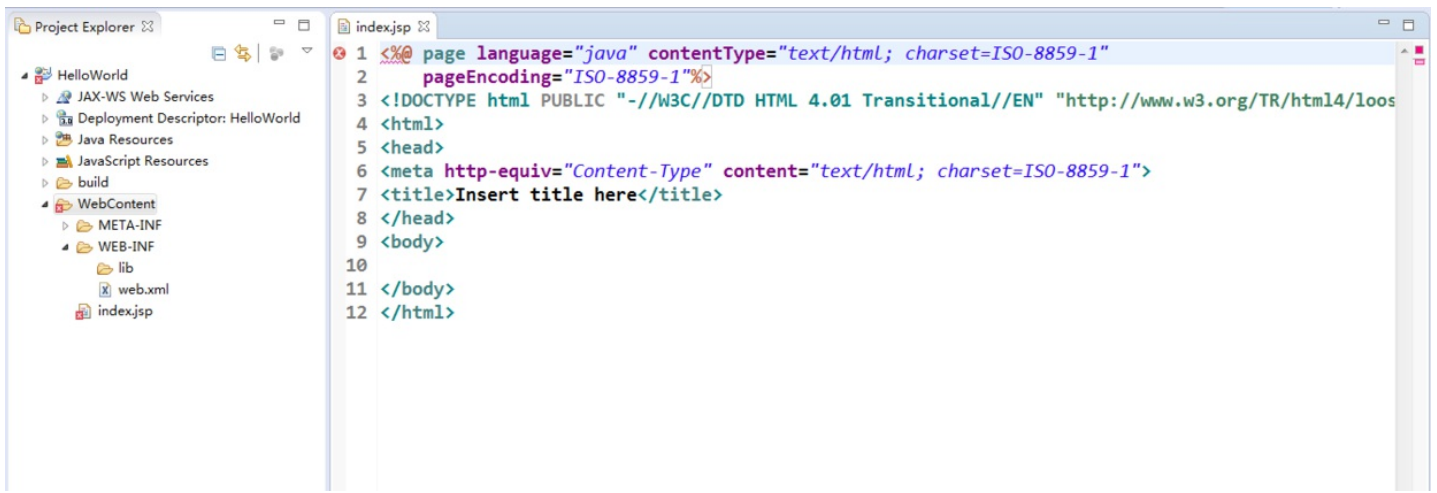 Project Explorer
HelloWorld
JAX-WS Web Services
Deployment Descriptor: HelloWorld
Java Resources
JavaScript Resources
build
WebContent
META-INF
WEB-INF
lib
web.xml
index.jsp
index.jsp
1 <%@ page language="java" contentType="text/html; charset=ISO-8859-1"
2 pageEncoding="ISO-8859-1"%>
3 <!DOCTYPE html PUBLIC "-//W3C//DTD HTML 4.01 Transitional//EN" "http://www.w3.org/TR/html4/loos
4 <html>
5 <head>
6 <meta http-equiv="Content-Type" content="text/html; charset=ISO-8859-1">
7 <title>Insert title here</title>
8 </head>
9 <body>
10
11 </body>
12 </html>